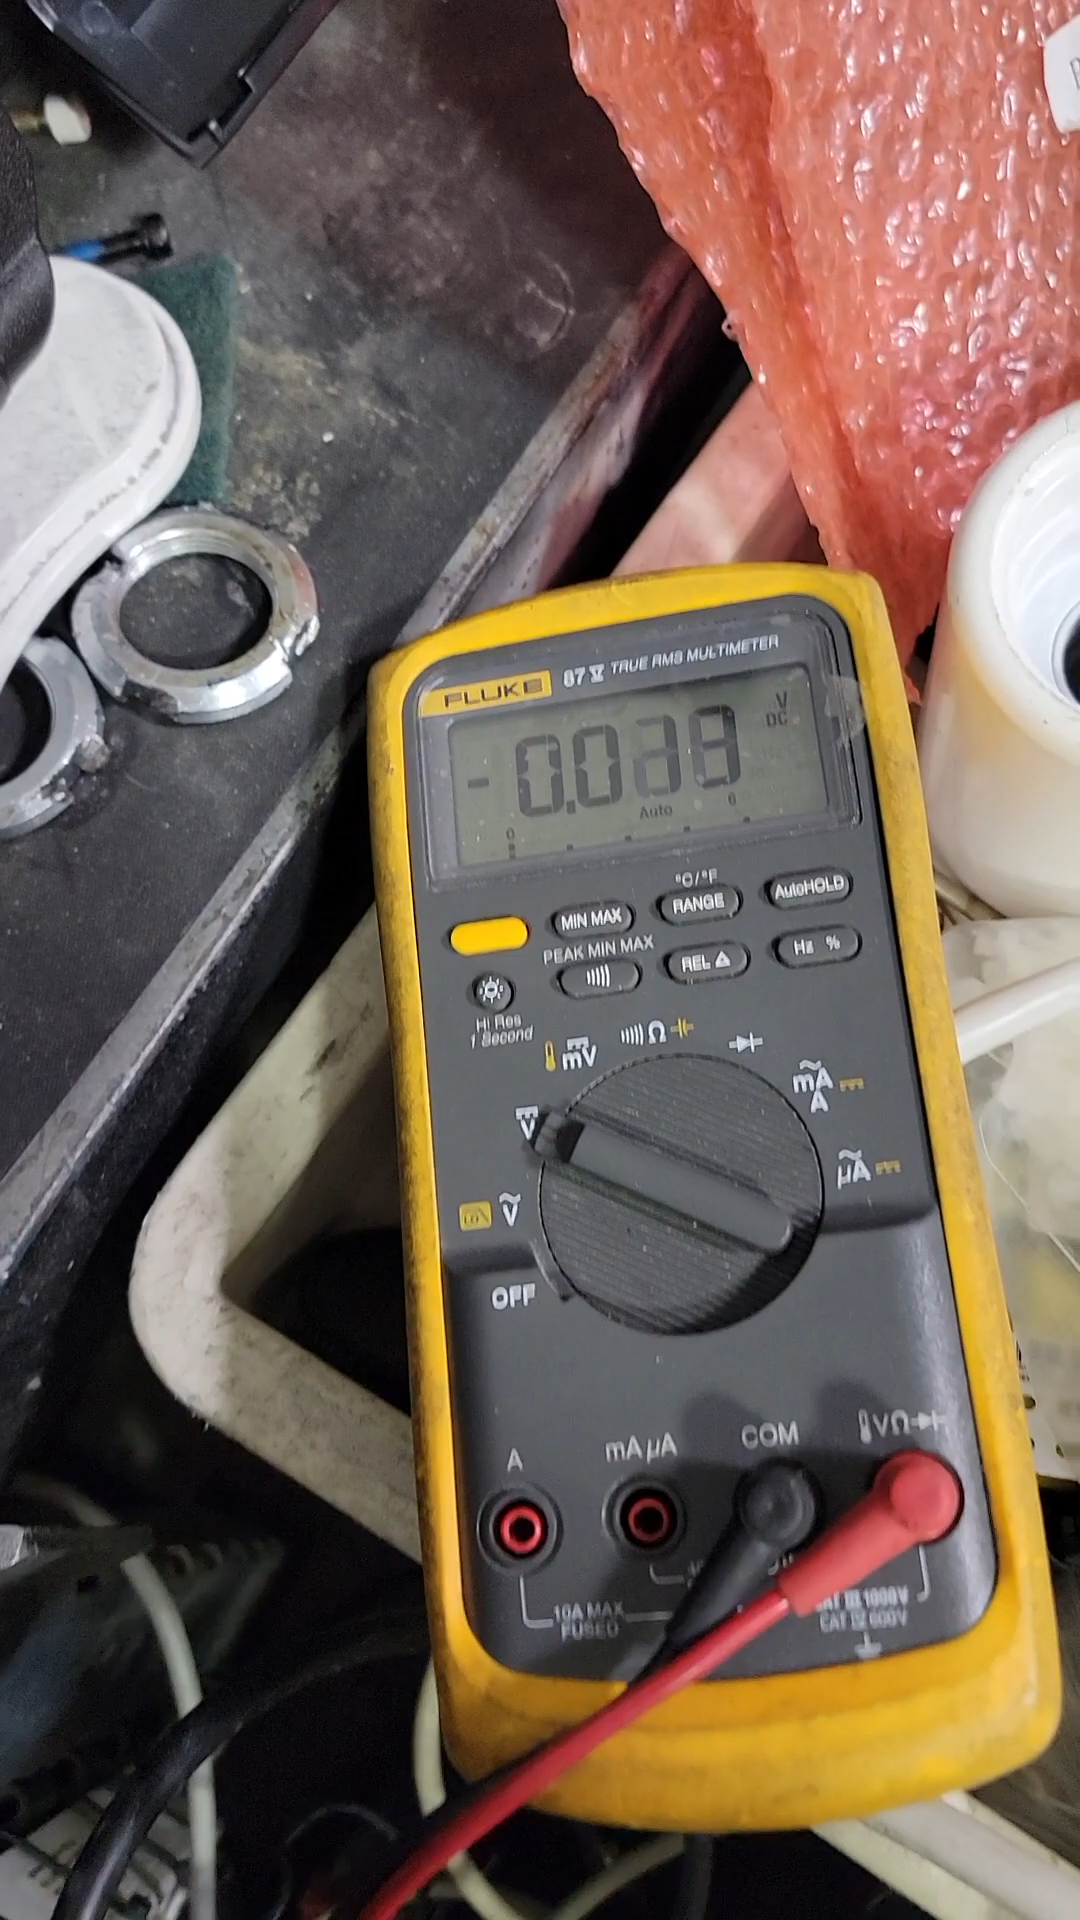 FLUKE 87 V TRUE RMS MULTIMETER
V
DC
Auto
0
6
°C/°F
MIN MAX RANGE AutoHOLD
PEAK MIN MAX
REL △ Hz %
Hi Res
1 Second
mV Ω
V mA
A
V µA
OFF
A mA µA COM VΩ
10A MAX
FUSED
CAT III 1000V
CAT IV 600V